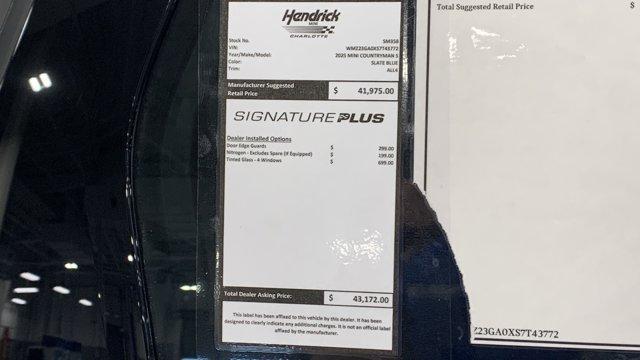 Hendrick
MINI
CHARLOTTE
Stock No. SM358
VIN: WMZ23GA0XS7T43772
Year/Make/Model: 2025 MINI COUNTRYMAN S
Color: SLATE BLUE
Trim: ALL4
Manufacturer Suggested
Retail Price $ 41,975.00
SIGNATURE PLUS
Dealer Installed Options
Door Edge Guards $ 299.00
Nitrogen - Excludes Spare (If Equipped) $ 199.00
Tinted Glass - 4 Windows $ 699.00
Total Dealer Asking Price: $ 43,172.00
This label has been affixed to this vehicle by this dealer. It has been
designed to clearly indicate any additional charges. It is not an official label
affixed by the manufacturer.
Total Suggested Retail Price $
Z23GA0XS7T43772